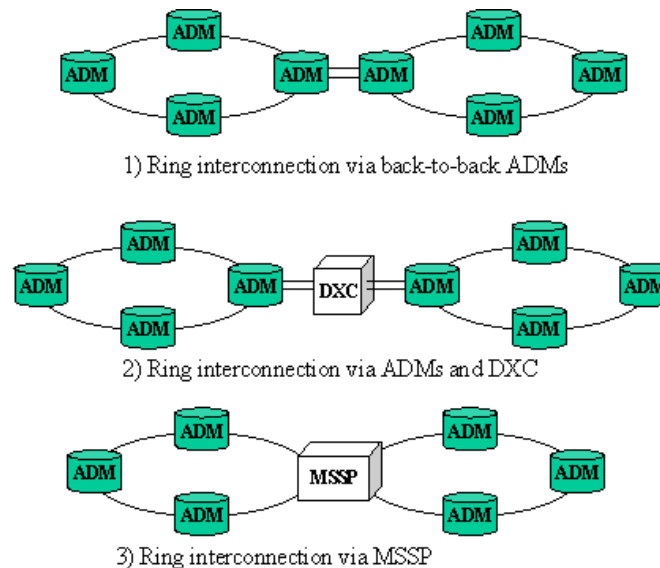 ADM ADM
ADM ADM ADM ADM
ADM ADM
1) Ring interconnection via back-to-back ADMs
ADM ADM
ADM ADM DXC ADM ADM
ADM ADM
2) Ring interconnection via ADMs and DXC
ADM ADM
ADM MSSP ADM
ADM ADM
3) Ring interconnection via MSSP